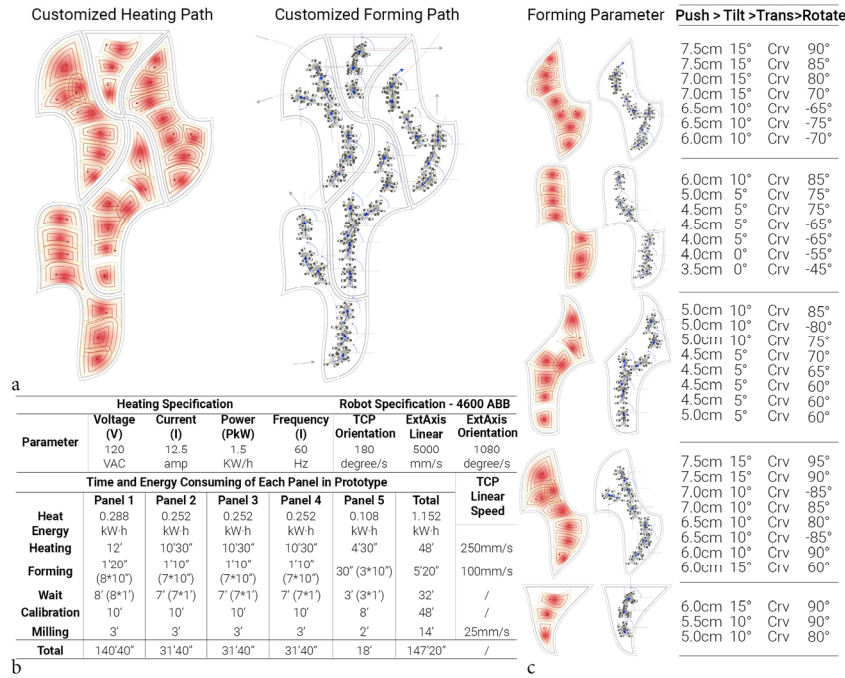 Customized Heating Path
Customized Forming Path
a
Heating Specification Robot Specification - 4600 ABB
Parameter Voltage (V) Current (I) Power (PkW) Frequency (I) TCP Orientation ExtAxis Linear ExtAxis Orientation
120 VAC 12.5 amp 1.5 KW/h 60 Hz 180 degree/s 5000 mm/s 1080 degree/s
Time and Energy Consuming of Each Panel in Prototype TCP Linear Speed
Panel 1 Panel 2 Panel 3 Panel 4 Panel 5 Total
Heat Energy 0.288 kW·h 0.252 kW·h 0.252 kW·h 0.252 kW·h 0.108 kW·h 1.152 kW·h
Heating 12’ 10’30” 10’30” 10’30” 4’30” 48’ 250mm/s
Forming 1’20” (8*10”) 1’10” (7*10”) 1’10” (7*10”) 1’10” (7*10”) 30” (3*10”) 5’20” 100mm/s
Wait 8’ (8*1’) 7’ (7*1’) 7’ (7*1’) 7’ (7*1’) 3’ (3*1’) 32’ /
Calibration 10’ 10’ 10’ 10’ 8’ 48’ /
Milling 3’ 3’ 3’ 3’ 2’ 14’ 25mm/s
Total 140’40” 31’40” 31’40” 31’40” 18’ 147’20” /
b
Forming Parameter Push > Tilt >Trans>Rotate
7.5cm 15° Crv 90°
7.5cm 15° Crv 85°
7.0cm 15° Crv 80°
7.0cm 15° Crv 70°
6.5cm 10° Crv -65°
6.5cm 10° Crv -75°
6.0cm 10° Crv -70°
6.0cm 10° Crv 85°
5.0cm 5° Crv 75°
4.5cm 5° Crv 75°
4.5cm 5° Crv -65°
4.0cm 5° Crv -65°
4.0cm 0° Crv -55°
3.5cm 0° Crv -45°
5.0cm 10° Crv 85°
5.0cm 10° Crv -80°
5.0cm 10° Crv 75°
4.5cm 5° Crv 70°
4.5cm 5° Crv 65°
4.5cm 5° Crv 60°
4.5cm 5° Crv 60°
5.0cm 5° Crv 60°
7.5cm 15° Crv 95°
7.5cm 15° Crv 90°
7.0cm 10° Crv -85°
7.0cm 10° Crv 85°
6.5cm 10° Crv 80°
6.5cm 10° Crv -85°
6.0cm 10° Crv 90°
6.0cm 15° Crv 60°
6.0cm 15° Crv 90°
5.5cm 10° Crv 90°
5.0cm 10° Crv 80°
c